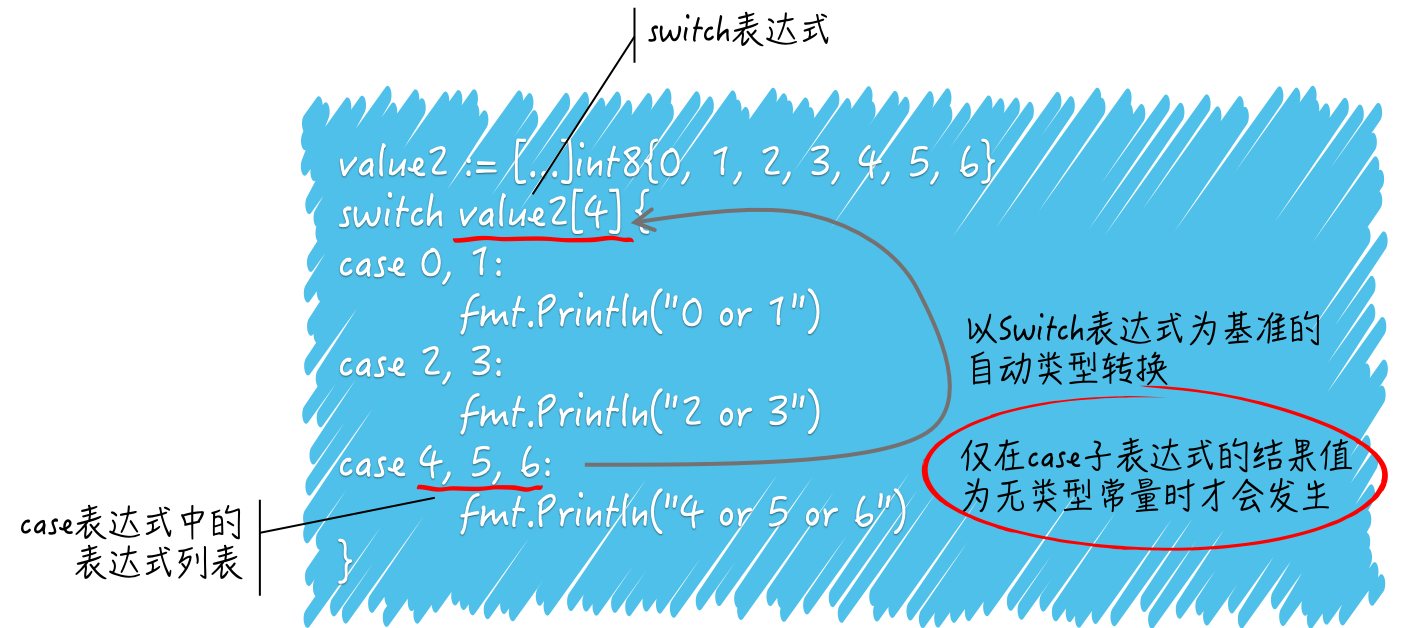 switch表达式
value2 := [...]int8{0, 1, 2, 3, 4, 5, 6}
switch value2[4] {
case 0, 1:
fmt.Println("0 or 1")
case 2, 3:
fmt.Println("2 or 3")
case 4, 5, 6:
fmt.Println("4 or 5 or 6")
}
以Switch表达式为基准的
自动类型转换
仅在case子表达式的结果值
为无类型常量时才会发生
case表达式中的
表达式列表